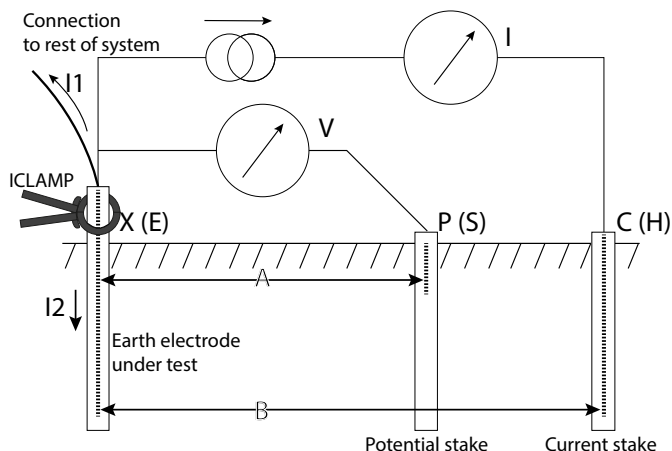 Connection
to rest of system
I
I1
V
ICLAMP
X (E)
P (S)
C (H)
A
I2
Earth electrode
under test
B
Potential stake
Current stake